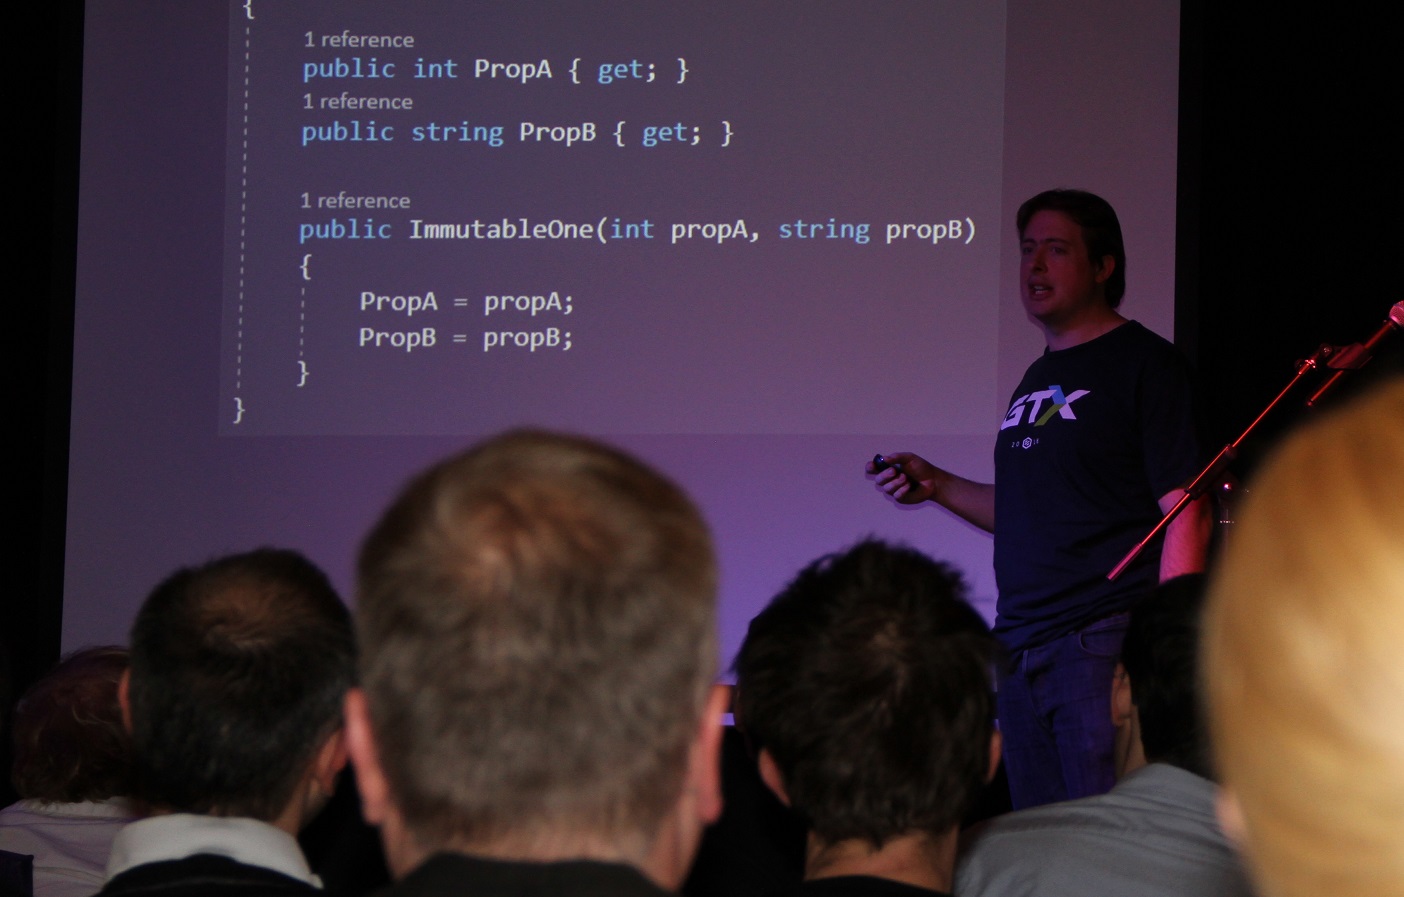 {
1 reference
public int PropA { get; }
1 reference
public string PropB { get; }
1 reference
public ImmutableOne(int propA, string propB)
{
PropA = propA;
PropB = propB;
}
}
GTX